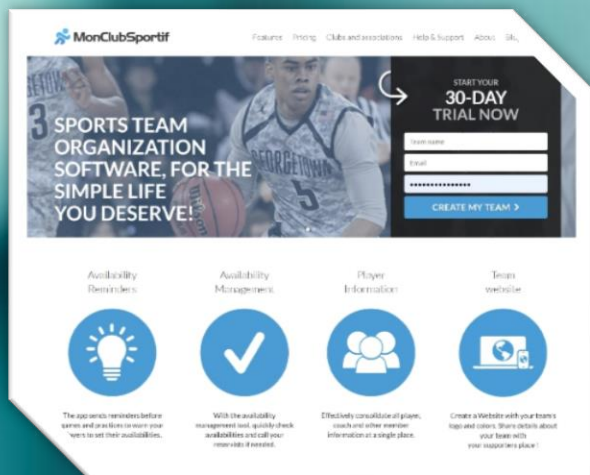 MonClubSportif
Features Pricing Clubs and associations Help & Support About
START YOUR
30-DAY
TRIAL NOW
SPORTS TEAM
ORGANIZATION
SOFTWARE, FOR THE
SIMPLE LIFE
YOU DESERVE!
3
GEORGETOWN
5
Team name
Email
CREATE MY TEAM >
Availability
Reminders
Availability
Management
Player
Information
Team
website
The app sends reminders before
games and practices to warn your
players to set their availabilities.
With the availability
management tool, quickly check
availabilities and call your
reservists if needed.
Effectively consolidate all player,
coach and other member
information at a single place.
Create a Website with your team's
logo and colors. Share details about
your team with
your supporters place!